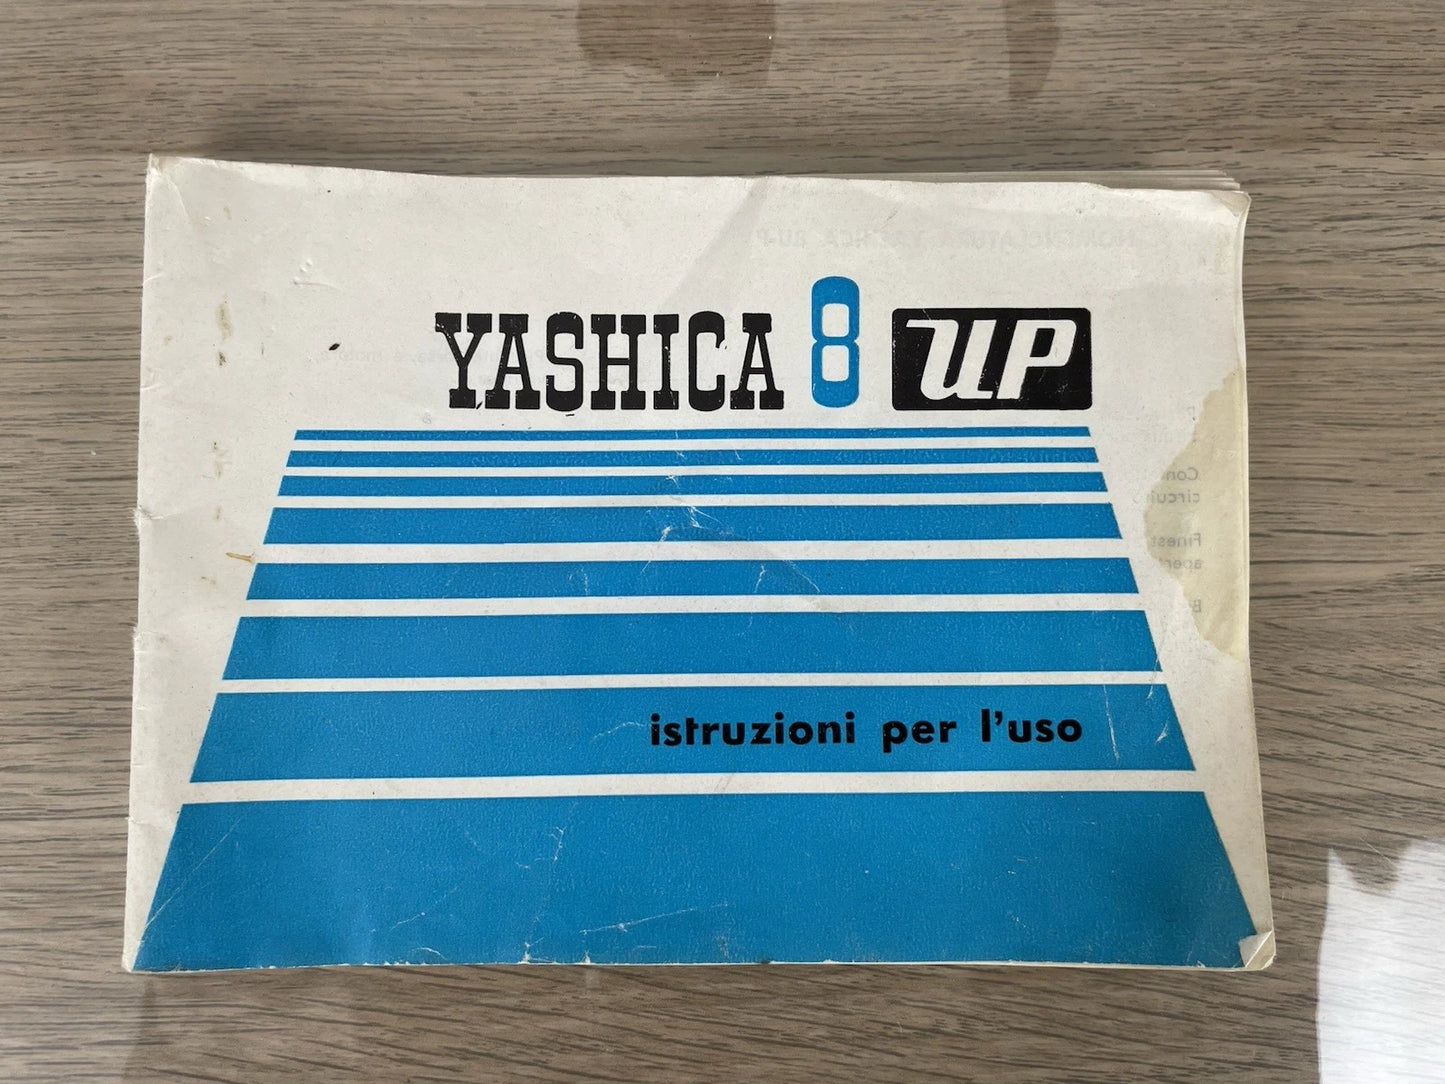 YASHICA 8 UP
istruzioni per l'uso